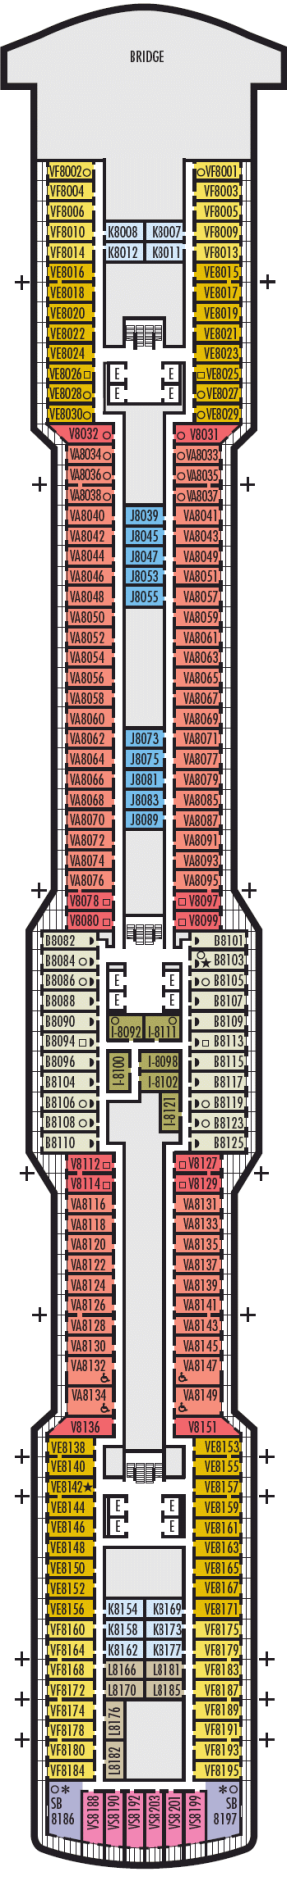 BRIDGE
VF8002 VF8001
VF8004 VF8003
VF8006 VF8005
VF8010 K8008 K8007 VF8009
VF8014 K8012 K8011 VF8013
VE8016 VE8015
VE8018 VE8017
VE8020 VE8019
VE8022 VE8021
VE8024 VE8023
VE8026 E E VE8025
VE8028 E E VE8027
VE8030 VE8029
V8032 V8031
VA8034 VA8033
VA8036 VA8035
VA8038 VA8037
VA8040 J8039 VA8041
VA8042 J8045 VA8043
VA8044 J8047 VA8049
VA8046 J8053 VA8051
VA8048 J8055 VA8057
VA8050 VA8059
VA8052 VA8061
VA8054 VA8063
VA8056 VA8065
VA8058 VA8067
VA8060 VA8069
VA8062 J8073 VA8071
VA8064 J8075 VA8077
VA8066 J8081 VA8079
VA8068 J8083 VA8085
VA8070 J8089 VA8087
VA8072 VA8091
VA8074 VA8093
VA8076 VA8095
V8078 V8097
V8080 V8099
B8082 B8101
B8084 B8103
B8086 E E B8105
B8088 E E B8107
B8090 I-8092 I-8111 B8109
B8094 B8113
B8096 I-8100 I-8098 B8115
B8104 I-8102 B8117
B8106 I-8121 B8119
B8108 B8123
B8110 B8125
V8112 V8127
V8114 V8129
VA8116 VA8131
VA8118 VA8133
VA8120 VA8135
VA8122 VA8137
VA8124 VA8139
VA8126 VA8141
VA8128 VA8143
VA8130 VA8145
VA8132 VA8147
VA8134 VA8149
V8136 V8151
VE8138 VE8153
VE8140 VE8155
VE8142 VE8157
VE8144 E E VE8159
VE8146 E E VE8161
VE8148 VE8163
VE8150 VE8165
VE8152 VE8167
VE8156 K8154 K8169 VE8171
VF8160 K8158 K8173 VF8175
VF8164 K8162 K8177 VF8179
VF8168 L8166 L8181 VF8183
VF8172 L8170 L8185 VF8187
VF8174 L8176 VF8189
VF8178 VF8191
VF8180 L8182 VF8193
VF8184 VF8195
SB 8186 VS8188 VS8190 VS8192 VS8203 VS8201 VS8199 SB 8197